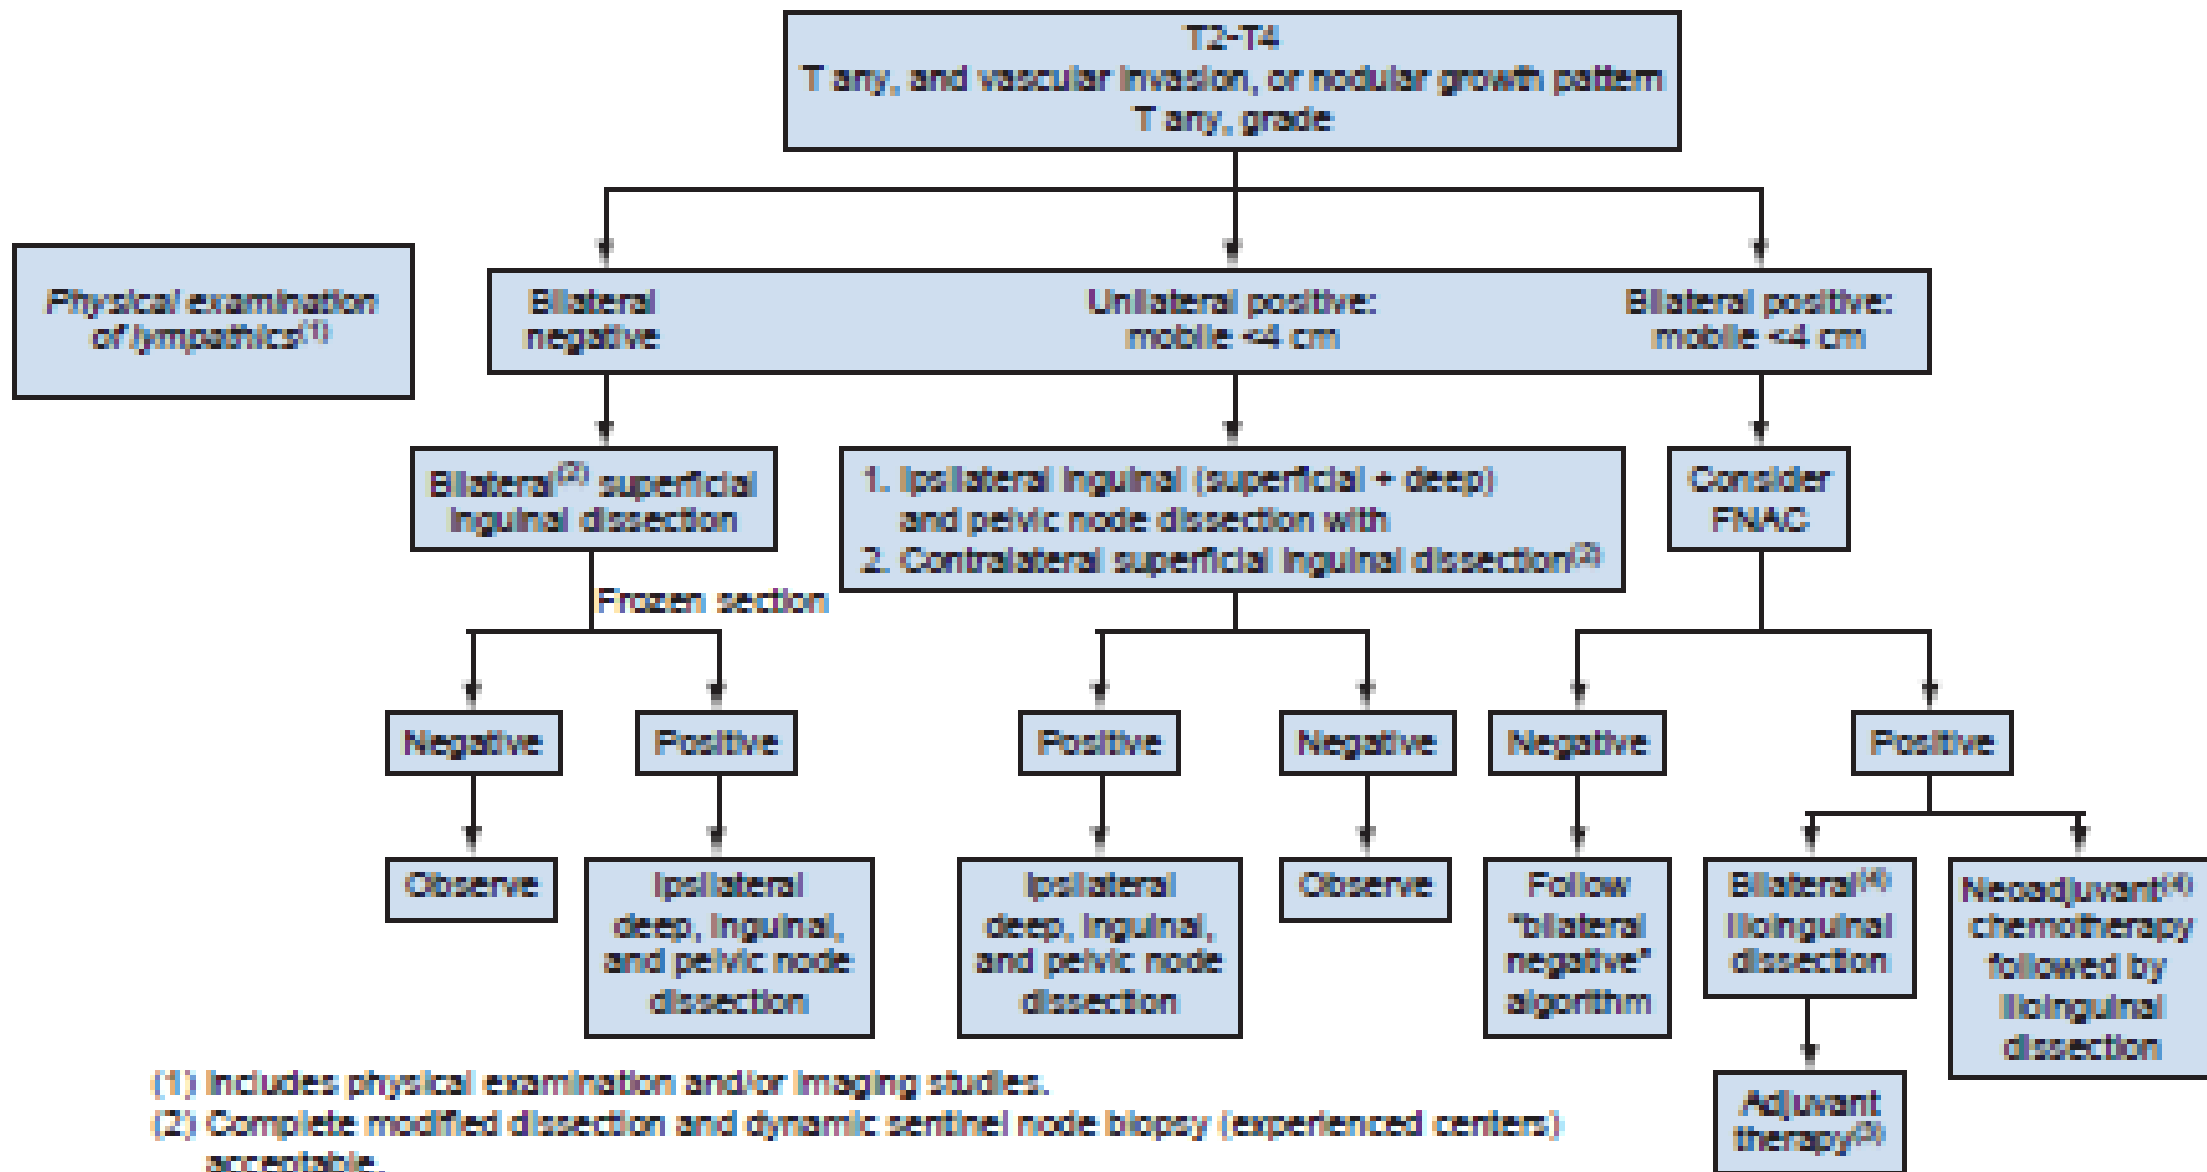 T2-T4
T any, and vascular invasion, or nodular growth pattern
T any, grade
Physical examination
of lympathics(1)
Bilateral
negative
Unilateral positive:
mobile <4 cm
Bilateral positive:
mobile <4 cm
Bilateral(2) superficial
inguinal dissection
1. Ipsilateral inguinal (superficial + deep)
and pelvic node dissection with
2. Contralateral superficial inguinal dissection(2)
Consider
FNAC
Frozen section
Negative
Positive
Positive
Negative
Negative
Positive
Observe
Ipsilateral
deep, inguinal,
and pelvic node
dissection
Ipsilateral
deep, inguinal,
and pelvic node
dissection
Observe
Follow
"bilateral
negative"
algorithm
Bilateral(4)
ilioinguinal
dissection
Neoadjuvant(4)
chemotherapy
followed by
ilioinguinal
dissection
Adjuvant
therapy(3)
(1) Includes physical examination and/or imaging studies.
(2) Complete modified dissection and dynamic sentinel node biopsy (experienced centers)
acceptable.